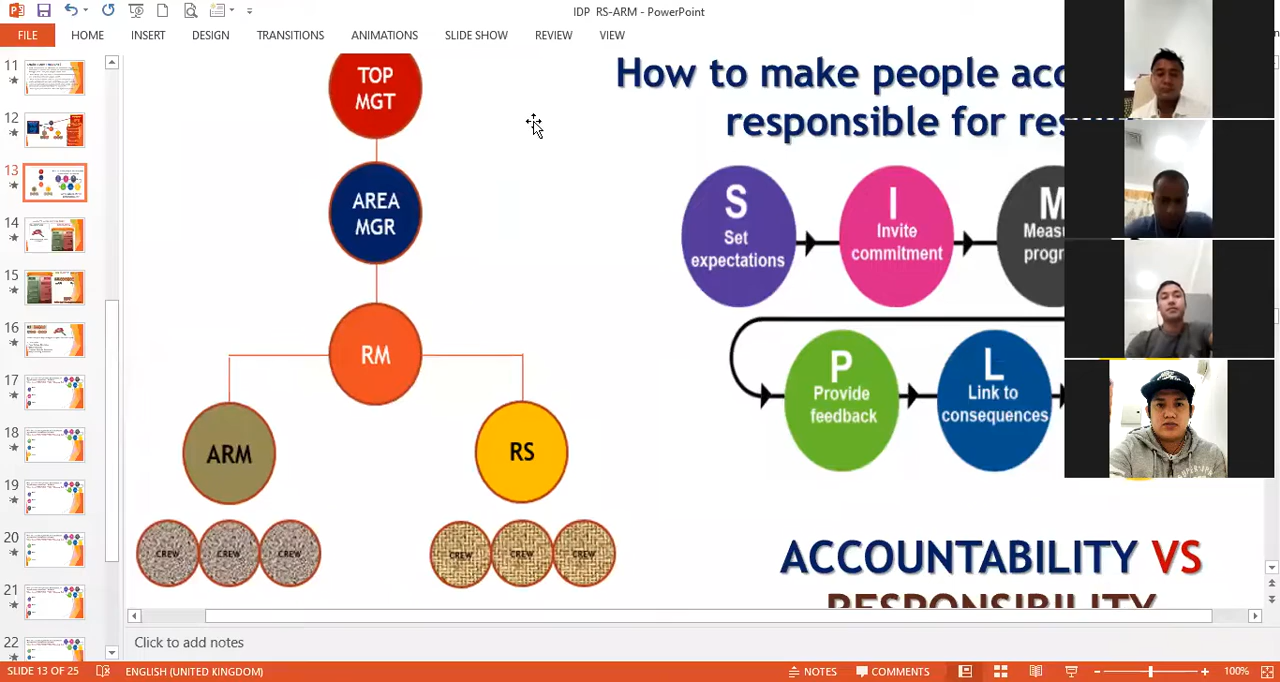 IDP RS-ARM - PowerPoint
FILE HOME INSERT DESIGN TRANSITIONS ANIMATIONS SLIDE SHOW REVIEW VIEW
11
12
13
14
15
16
17
18
19
20
21
22
TOP
MGT
AREA
MGR
RM
ARM
RS
CREW CREW CREW
CREW CREW CREW
How to make people acc
responsible for res
S
Set
expectations
I
Invite
commitment
M
Measu
progr
P
Provide
feedback
L
Link to
consequences
ACCOUNTABILITY VS
RESPONSIBILITY
Click to add notes
SLIDE 13 OF 25 ENGLISH (UNITED KINGDOM) NOTES COMMENTS 100%